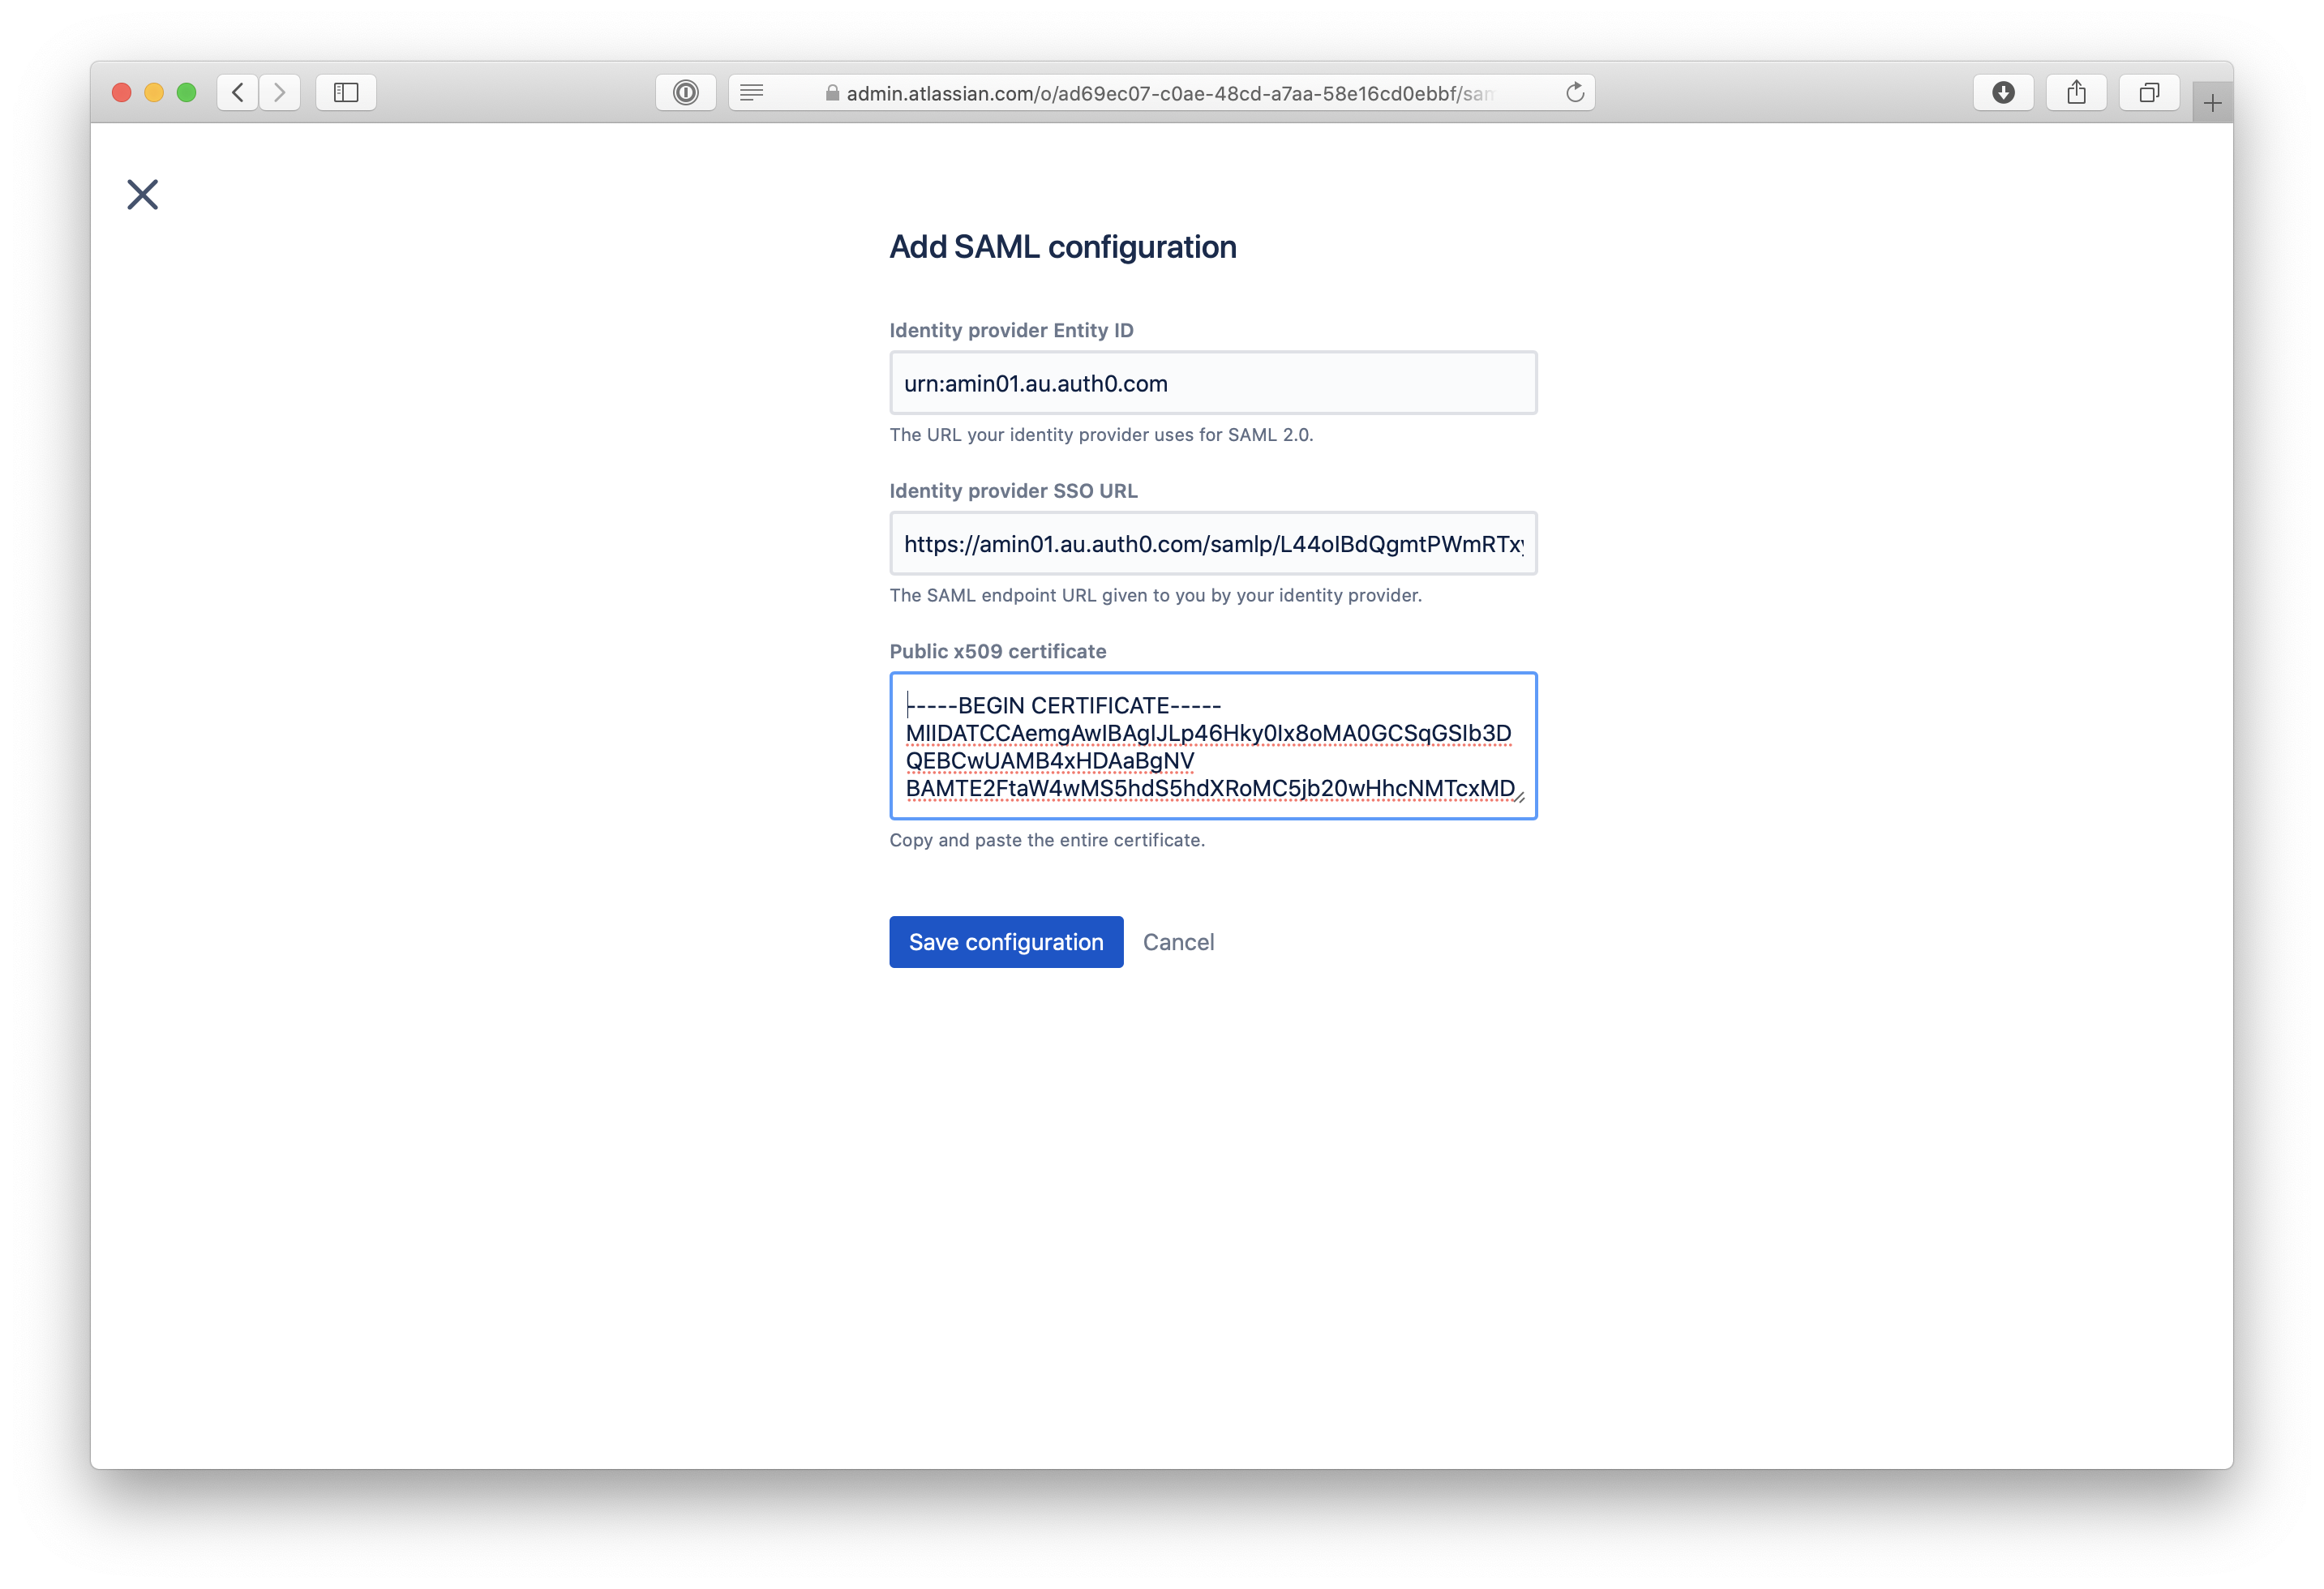 admin.atlassian.com/o/ad69ec07-c0ae-48cd-a7aa-58e16cd0ebbf/sam
Add SAML configuration
Identity provider Entity ID
urn:amin01.au.auth0.com
The URL your identity provider uses for SAML 2.0.
Identity provider SSO URL
https://amin01.au.auth0.com/samlp/L44oIBdQgmtPWmRTxy
The SAML endpoint URL given to you by your identity provider.
Public x509 certificate
-----BEGIN CERTIFICATE-----
MIIDATCCAemgAwIBAgIJLp46Hky0Ix8oMA0GCSqGSIb3D
QEBCwUAMB4xHDAaBgNV
BAMTE2FtaW4wMS5hdS5hdXRoMC5jb20wHhcNMTcxMD
Copy and paste the entire certificate.
Save configuration
Cancel